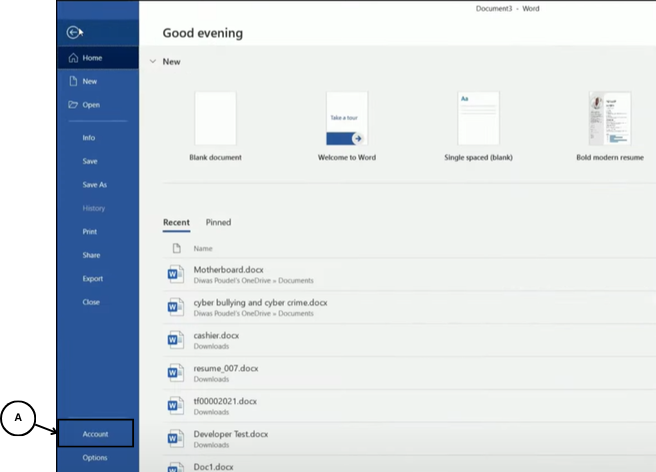 Document3 - Word
Good evening
Home
New
Open
Info
Save
Save As
History
Print
Share
Export
Close
Account
Options
New
Aa
Take a tour
Blank document
Welcome to Word
Single spaced (blank)
Bold modern resume
Recent Pinned
Name
Motherboard.docx
Diwas Poudel's OneDrive » Documents
cyber bullying and cyber crime.docx
Diwas Poudel's OneDrive » Documents
cashier.docx
Downloads
resume_007.docx
Downloads
tf00002021.docx
Downloads
Developer Test.docx
Downloads
Doc1.docx
A